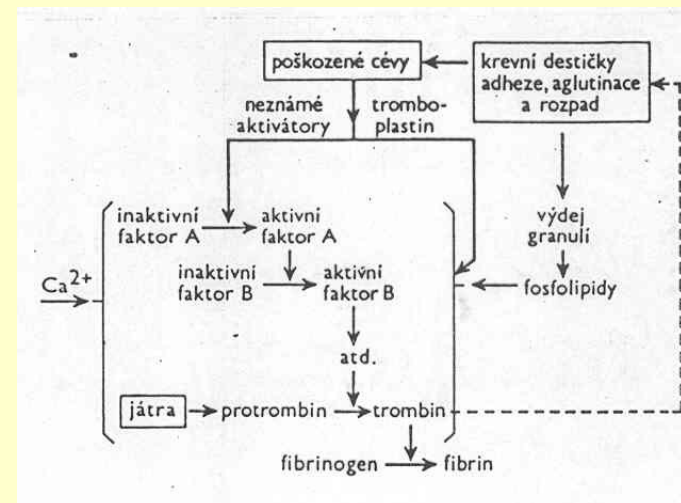 poškozené cévy
krevní destičky
adheze, aglutinace
a rozpad
neznámé
aktivátory
trombo-
plastin
inaktivní
faktor A
aktivní
faktor A
výdej
granulí
Ca2+
inaktivní
faktor B
aktivní
faktor B
fosfolipidy
atd.
játra
protrombin
trombin
fibrinogen
fibrin